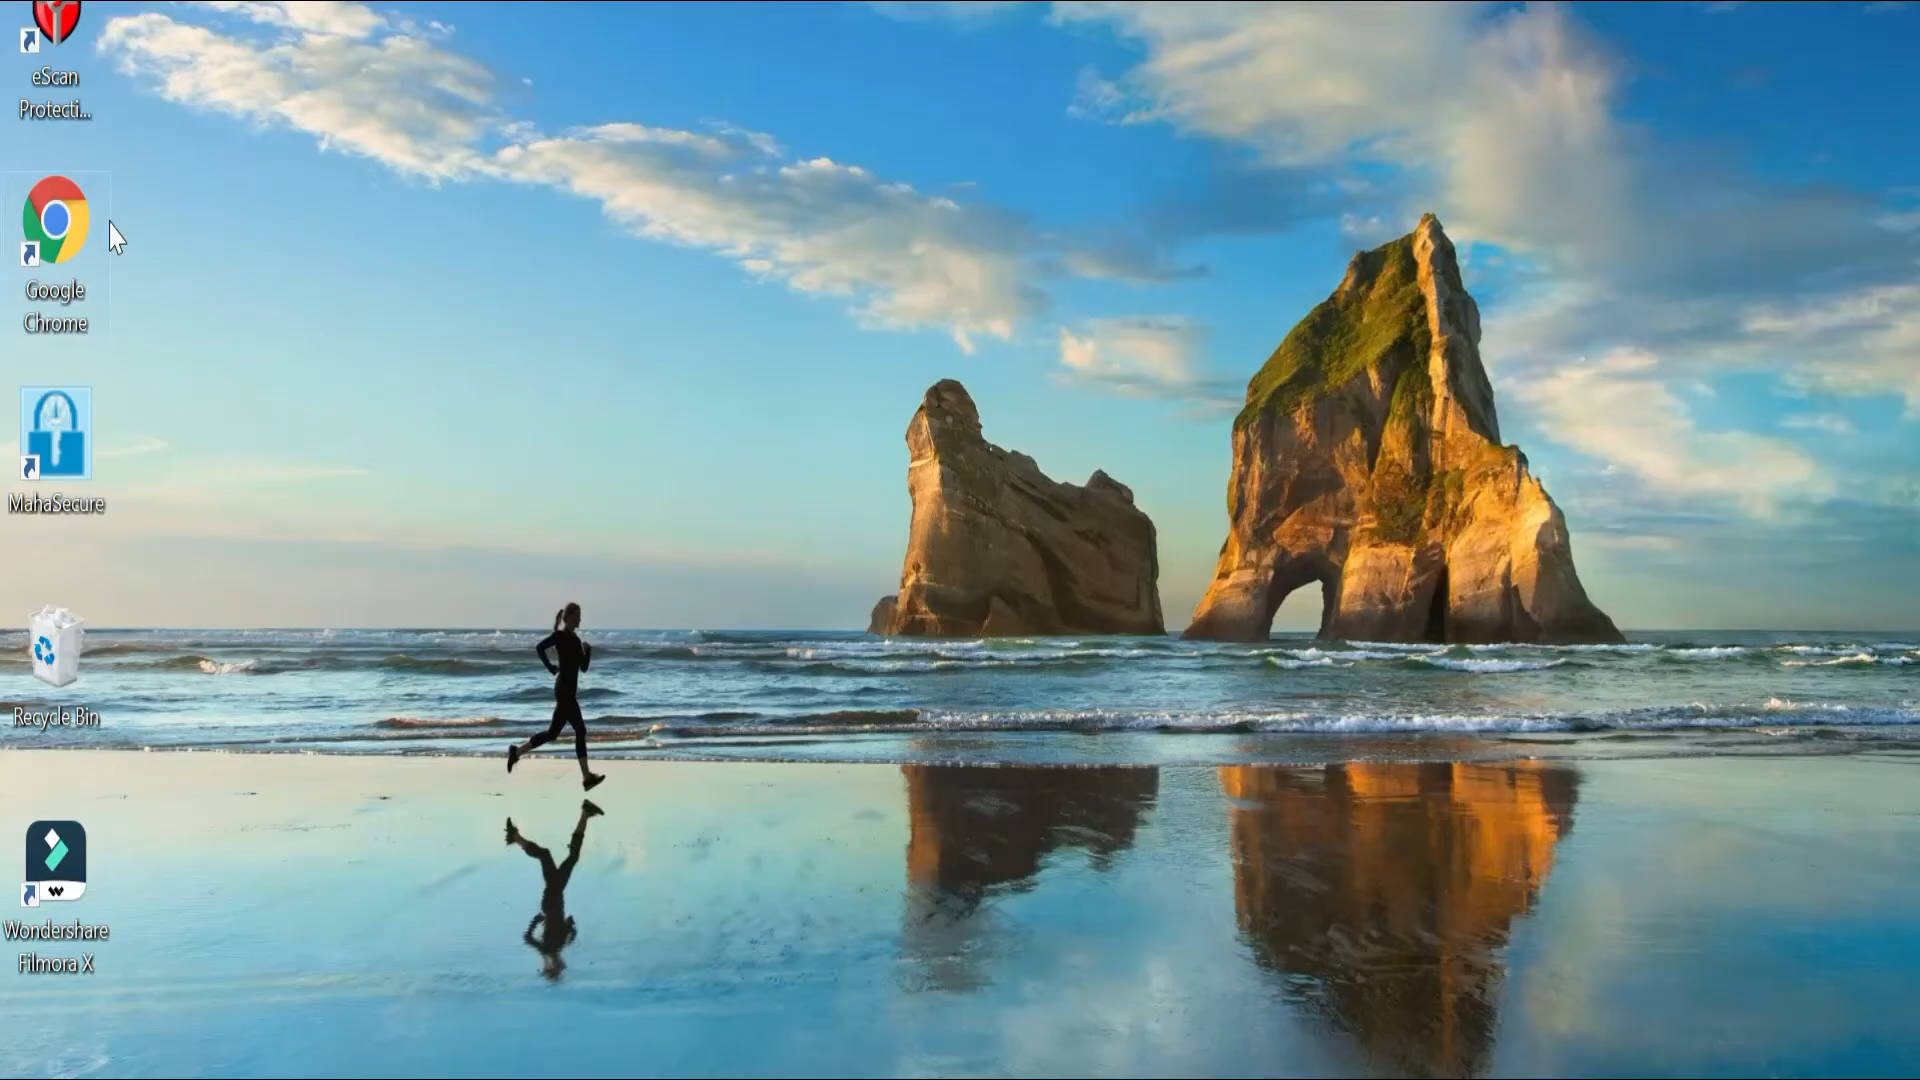 eScan
Protecti...
Google
Chrome
MahaSecure
Recycle Bin
Wondershare
Filmora X